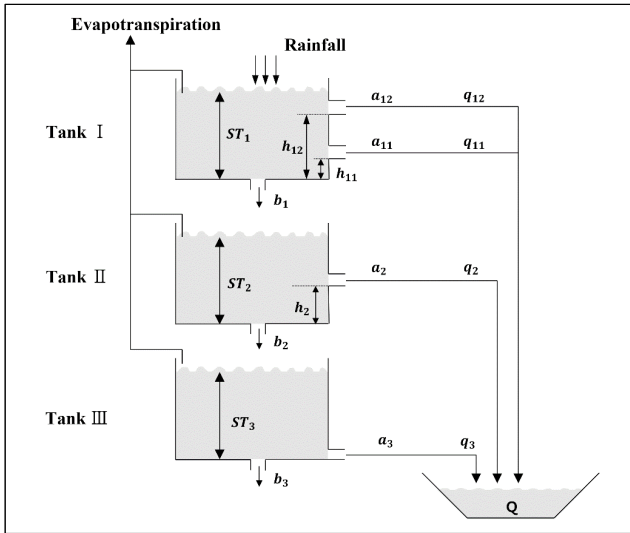 Evapotranspiration
Rainfall
Tank Ⅰ
ST₁
h₁₂
h₁₁
a₁₂
q₁₂
a₁₁
q₁₁
b₁
Tank Ⅱ
ST₂
h₂
a₂
q₂
b₂
Tank Ⅲ
ST₃
a₃
q₃
b₃
Q